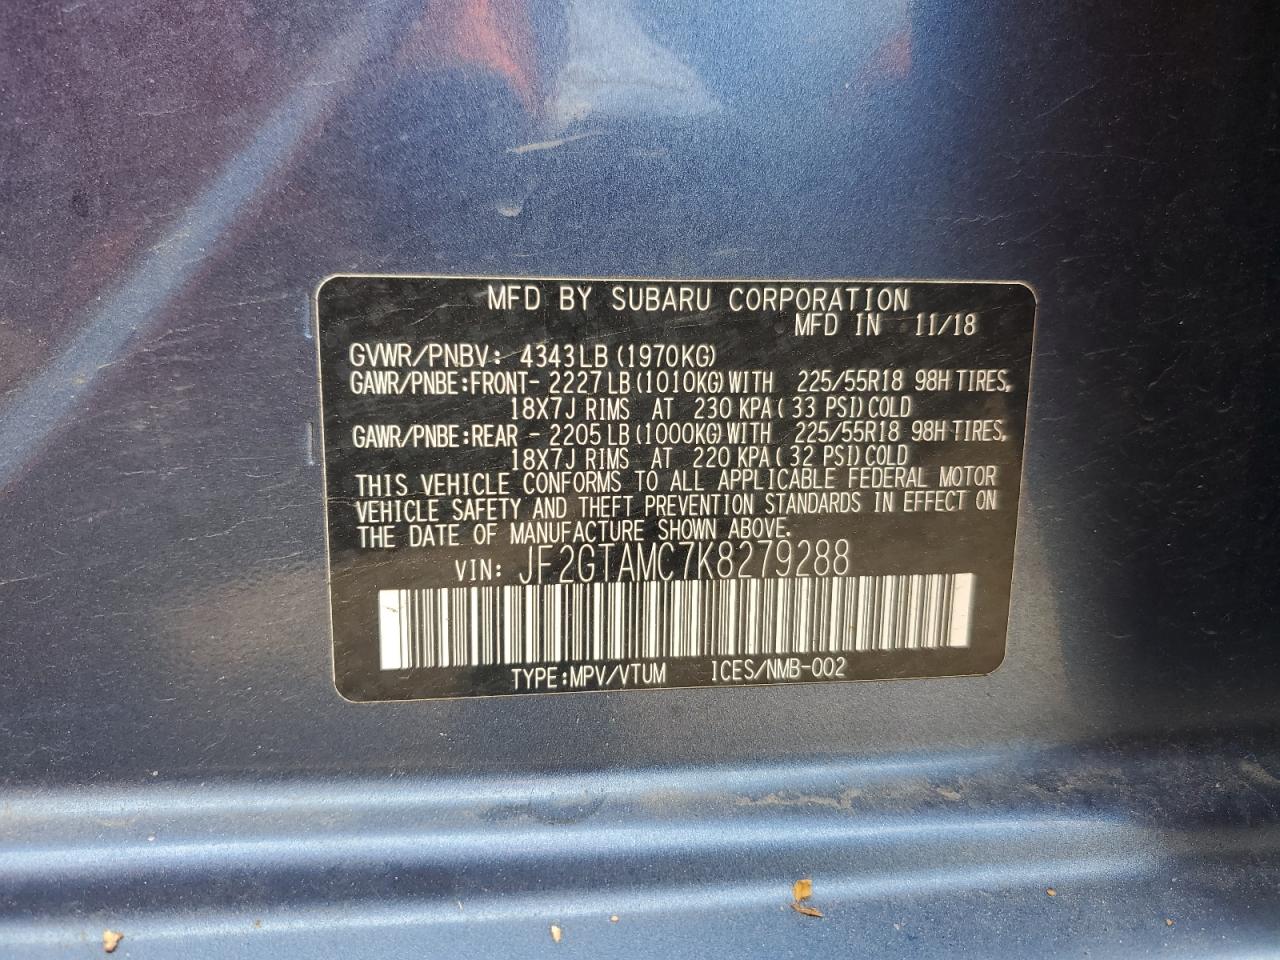 MFD BY SUBARU CORPORATION
MFD IN 11/18
GVWR/PNBV: 4343LB(1970KG)
GAWR/PNBE:FRONT- 2227LB(1010KG)WITH 225/55R18 98H TIRES,
18X7J RIMS AT 230 KPA( 33 PSI)COLD
GAWR/PNBE:REAR - 2205LB(1000KG)WITH 225/55R18 98H TIRES,
18X7J RIMS AT 220 KPA( 32 PSI)COLD
THIS VEHICLE CONFORMS TO ALL APPLICABLE FEDERAL MOTOR
VEHICLE SAFETY AND THEFT PREVENTION STANDARDS IN EFFECT ON
THE DATE OF MANUFACTURE SHOWN ABOVE.
VIN: JF2GTAMC7K8279288
TYPE:MPV/VTUM ICES/NMB-002